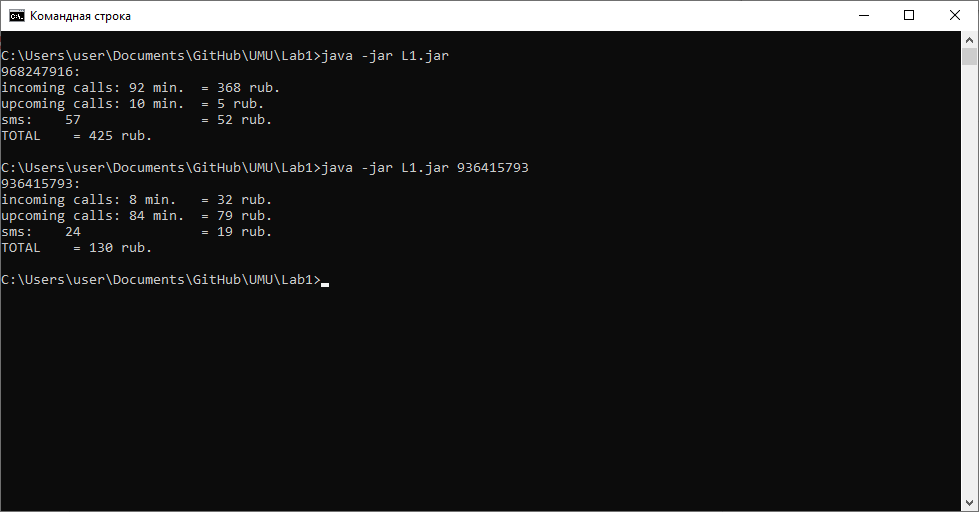 Командная строка
C:\Users\user\Documents\GitHub\UMU\Lab1>java -jar L1.jar
968247916:
incoming calls: 92 min.  = 368 rub.
upcoming calls: 10 min.  = 5 rub.
sms:    57               = 52 rub.
TOTAL    = 425 rub.
C:\Users\user\Documents\GitHub\UMU\Lab1>java -jar L1.jar 936415793
936415793:
incoming calls: 8 min.   = 32 rub.
upcoming calls: 84 min.  = 79 rub.
sms:    24               = 19 rub.
TOTAL    = 130 rub.
C:\Users\user\Documents\GitHub\UMU\Lab1>